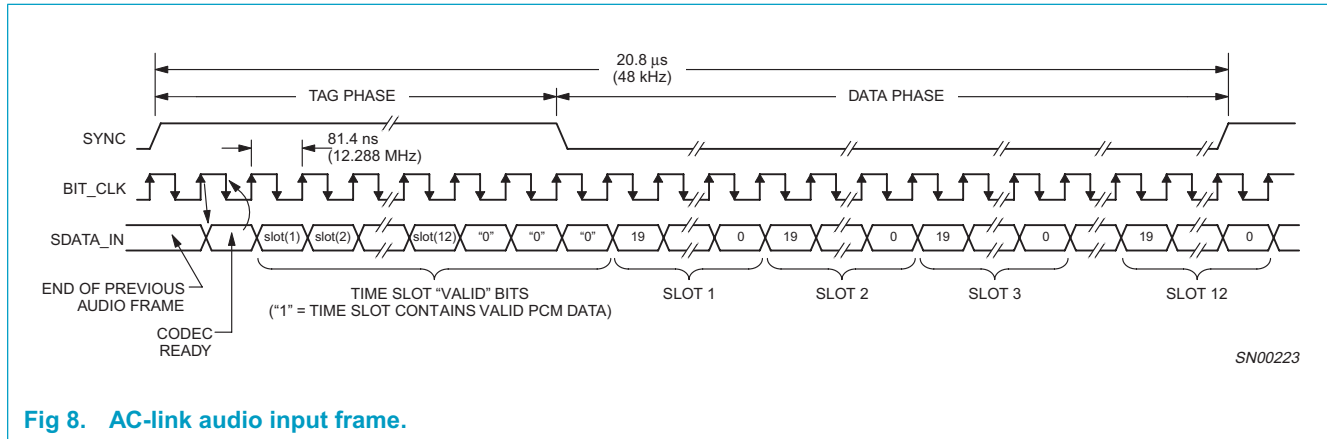 20.8 µs
(48 kHz)
TAG PHASE
DATA PHASE
SYNC
81.4 ns
(12.288 MHz)
BIT_CLK
SDATA_IN
slot(1) slot(2) slot(12) “0” “0” “0” 19 0 19 0 19 0 19 0
END OF PREVIOUS
AUDIO FRAME
TIME SLOT “VALID” BITS
(“1” = TIME SLOT CONTAINS VALID PCM DATA)
SLOT 1
SLOT 2
SLOT 3
SLOT 12
CODEC
READY
SN00223
Fig 8. AC-link audio input frame.